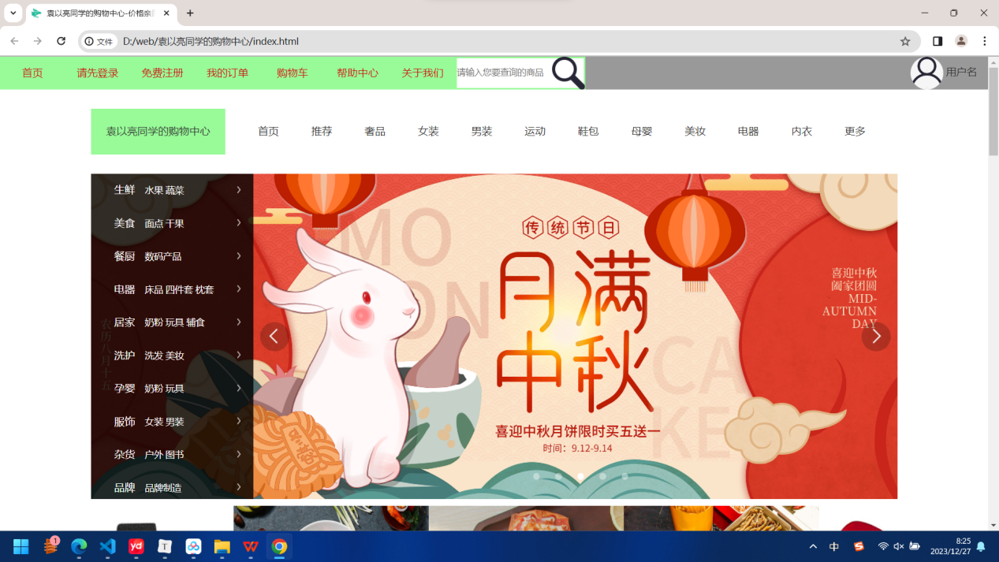 袁以亮同学的购物中心-价格亲
文件 D:/web/袁以亮同学的购物中心/index.html
首页 请先登录 免费注册 我的订单 购物车 帮助中心 关于我们 请输入您要查询的商品 用户名
袁以亮同学的购物中心 首页 推荐 奢品 女装 男装 运动 鞋包 母婴 美妆 电器 内衣 更多
生鲜 水果 蔬菜
美食 面点 干果
餐厨 数码产品
电器 床品 四件套 枕套
居家 奶粉 玩具 辅食
洗护 洗发 美妆
孕婴 奶粉 玩具
服饰 女装 男装
杂货 户外 图书
品牌 品牌制造
农历八月十五
MO
ON
传统节日
月满
中秋
喜迎中秋月饼限时买五送一
时间：9.12-9.14
CA
KE
喜迎中秋
阖家团圆
MID-
AUTUMN
DAY
1
yd
T
中
8:25
2023/12/27